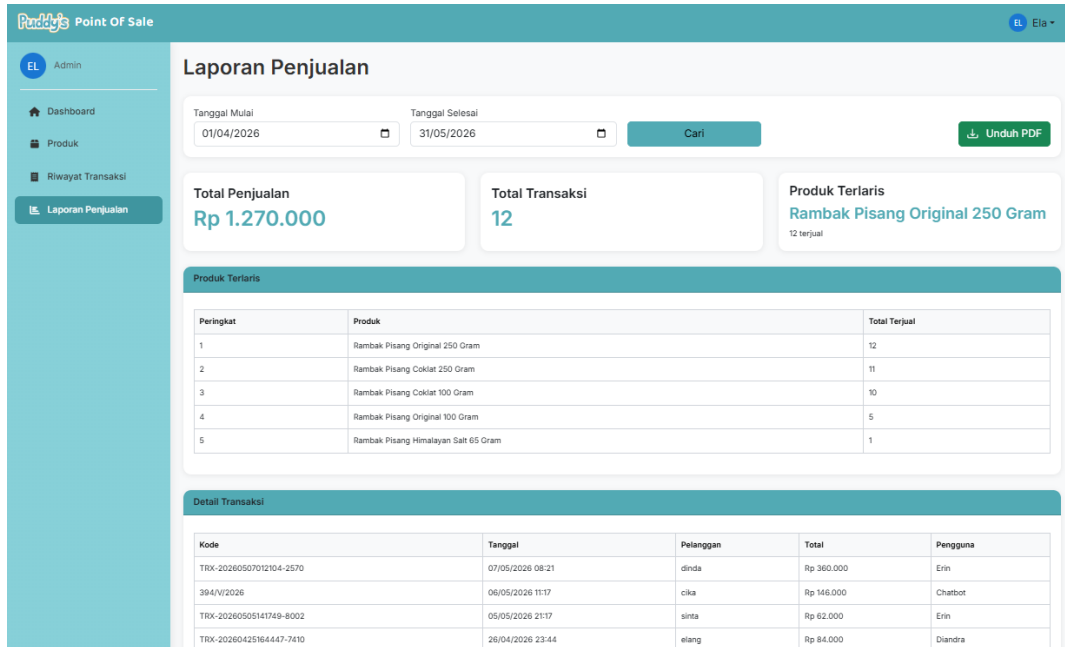 Puddy's Point Of Sale
EL Ela
EL Admin
Dashboard
Produk
Riwayat Transaksi
Laporan Penjualan
Laporan Penjualan
Tanggal Mulai Tanggal Selesai
01/04/2026 31/05/2026 Cari Unduh PDF
Total Penjualan
Rp 1.270.000
Total Transaksi
12
Produk Terlaris
Rambak Pisang Original 250 Gram
12 terjual
Produk Terlaris
Peringkat Produk Total Terjual
1 Rambak Pisang Original 250 Gram 12
2 Rambak Pisang Coklat 250 Gram 11
3 Rambak Pisang Coklat 100 Gram 10
4 Rambak Pisang Original 100 Gram 5
5 Rambak Pisang Himalayan Salt 65 Gram 1
Detail Transaksi
Kode Tanggal Pelanggan Total Pengguna
TRX-20260507012104-2570 07/05/2026 08:21 dinda Rp 360.000 Erin
394/V/2026 06/05/2026 11:17 cika Rp 146.000 Chatbot
TRX-20260505141749-8002 05/05/2026 21:17 sinta Rp 62.000 Erin
TRX-20260425164447-7410 26/04/2026 23:44 elang Rp 84.000 Diandra